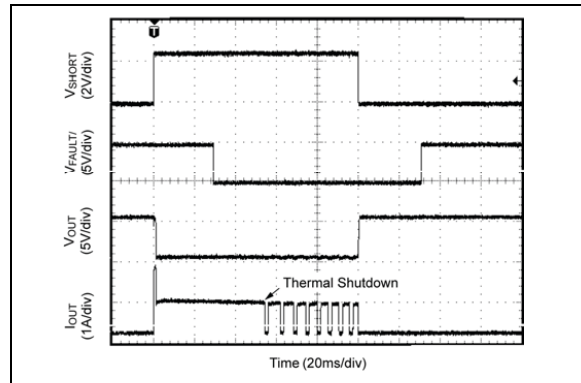 T
VSHORT
(2V/div)
VFAULT/
(5V/div)
VOUT
(5V/div)
Thermal Shutdown
IOUT
(1A/div)
Time (20ms/div)